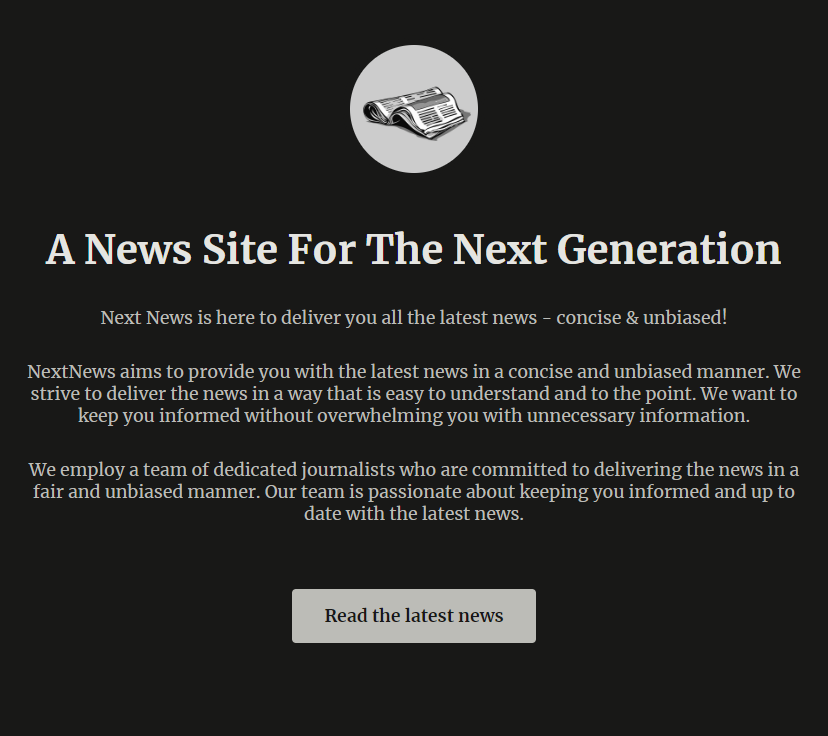 A News Site For The Next Generation
Next News is here to deliver you all the latest news - concise & unbiased!
NextNews aims to provide you with the latest news in a concise and unbiased manner. We
strive to deliver the news in a way that is easy to understand and to the point. We want to
keep you informed without overwhelming you with unnecessary information.
We employ a team of dedicated journalists who are committed to delivering the news in a
fair and unbiased manner. Our team is passionate about keeping you informed and up to
date with the latest news.
Read the latest news